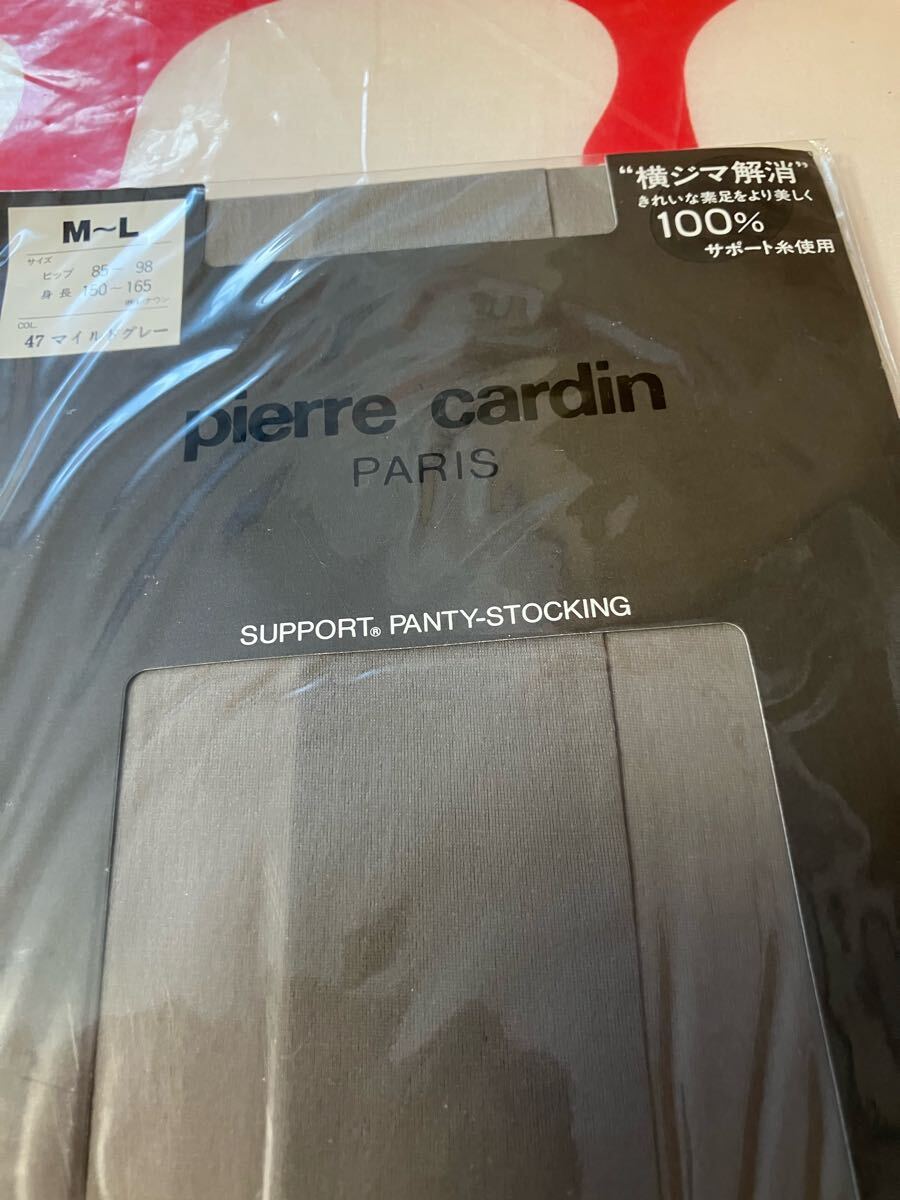 M〜L
サイズ
ヒップ 85〜98
身長 150〜165
COL.
47 マイルドグレー
“横ジマ解消”
きれいな素足をより美しく
100%
サポート糸使用
pierre cardin
PARIS
SUPPORT® PANTY-STOCKING